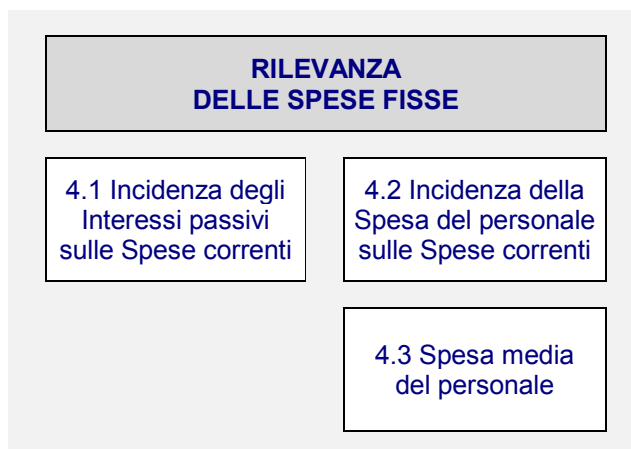 RILEVANZA
DELLE SPESE FISSE
4.1 Incidenza degli
Interessi passivi
sulle Spese correnti
4.2 Incidenza della
Spesa del personale
sulle Spese correnti
4.3 Spesa media
del personale